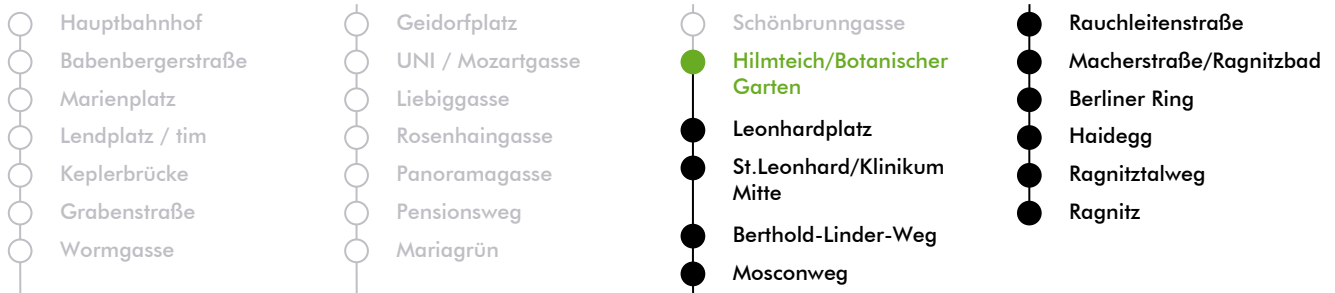 Hauptbahnhof
Babenbergerstraße
Marienplatz
Lendplatz / tim
Keplerbrücke
Grabenstraße
Wormgasse
Geidorfplatz
UNI / Mozartgasse
Liebiggasse
Rosenhaingasse
Panoramagasse
Pensionsweg
Mariagrün
Schönbrunngasse
Hilmteich/Botanischer
Garten
Leonhardplatz
St.Leonhard/Klinikum
Mitte
Berthold-Linder-Weg
Mosconweg
Rauchleitenstraße
Macherstraße/Ragnitzbad
Berliner Ring
Haidegg
Ragnitztalweg
Ragnitz